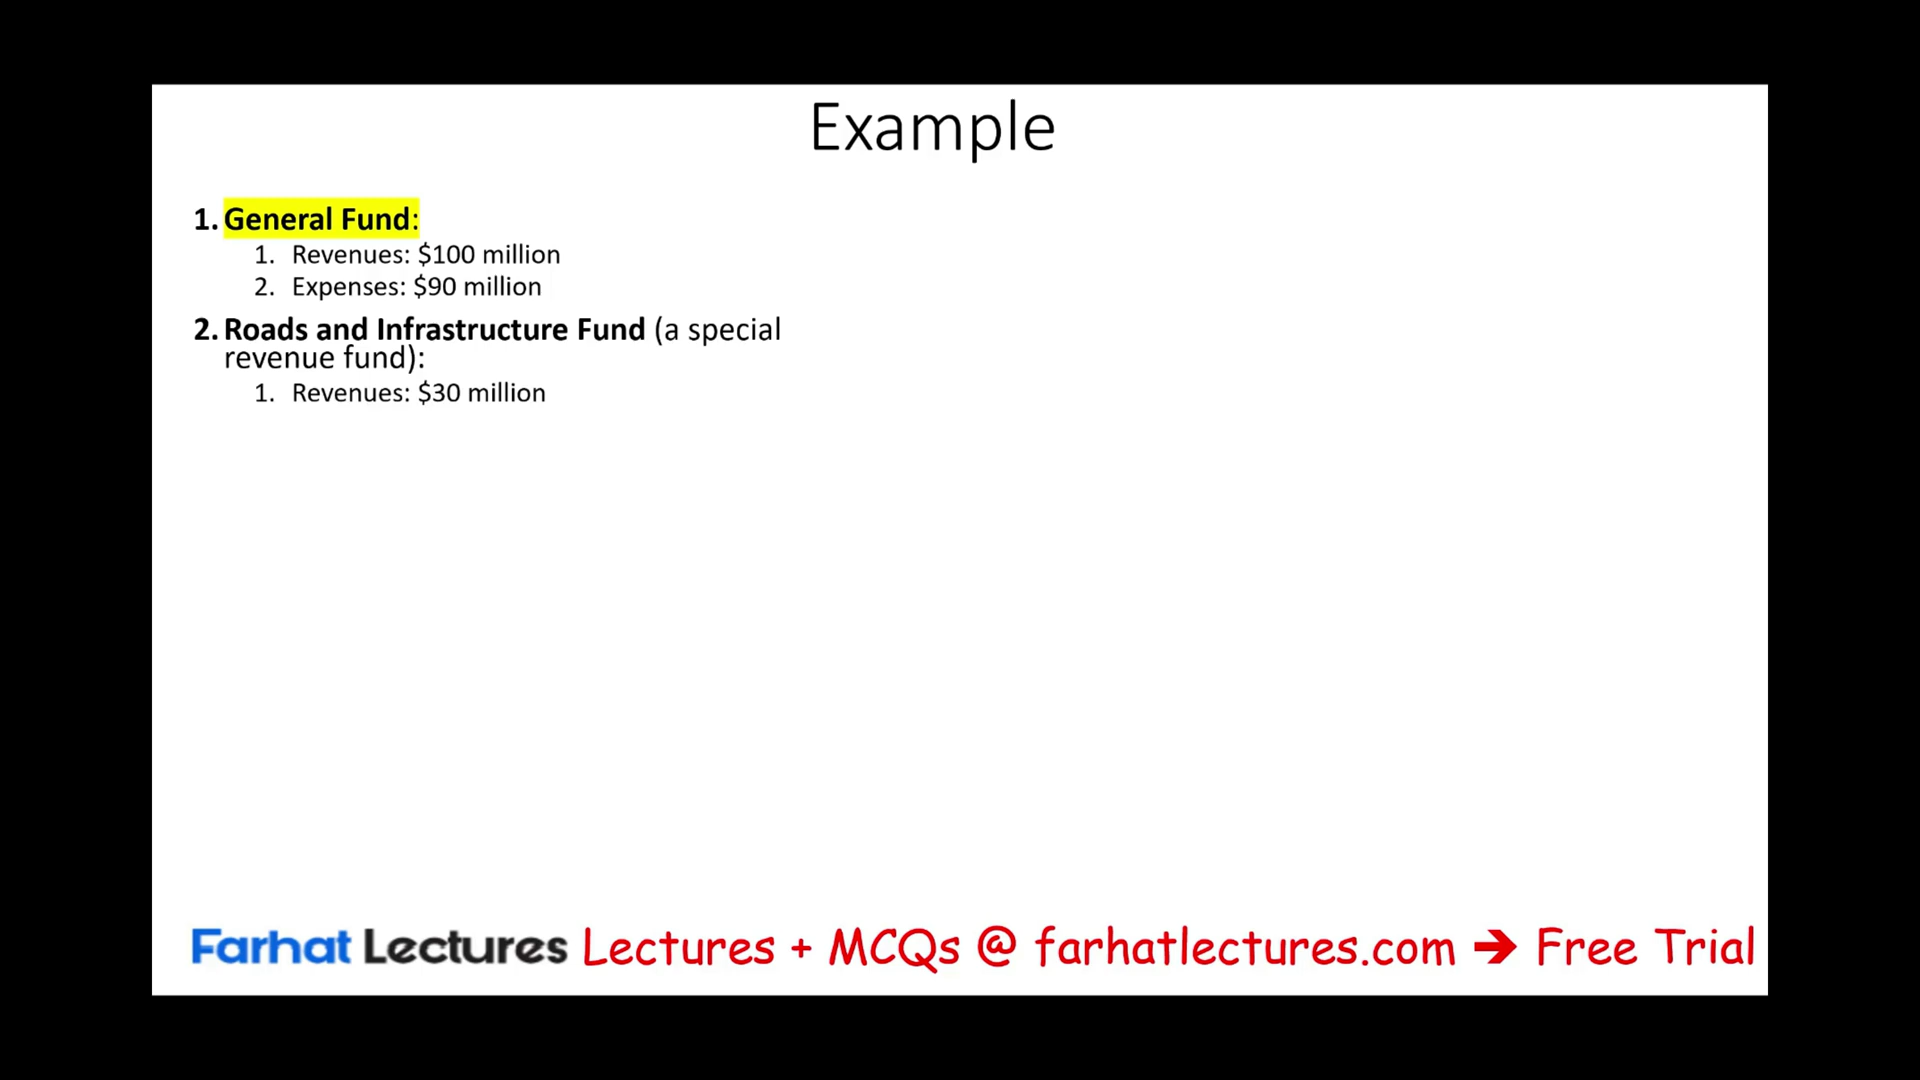 Example
1. General Fund:
1. Revenues: $100 million
2. Expenses: $90 million
2. Roads and Infrastructure Fund (a special
revenue fund):
1. Revenues: $30 million
Farhat Lectures Lectures + MCQs @ farhatlectures.com → Free Trial